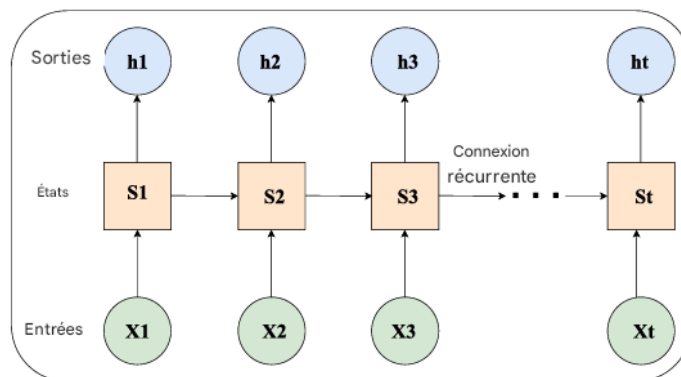 Sorties
h1
h2
h3
ht
États
S1
S2
S3
Connexion
récurrente
St
Entrées
X1
X2
X3
Xt